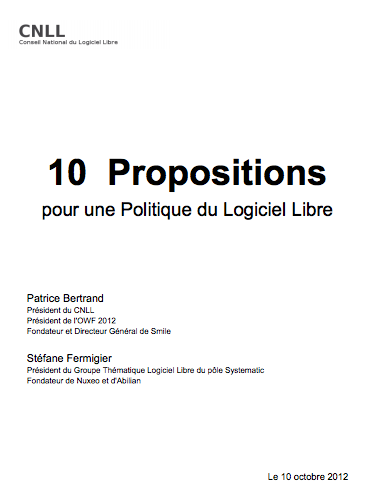 CNLL
Conseil National du Logiciel Libre
10 Propositions
pour une Politique du Logiciel Libre
Patrice Bertrand
Président du CNLL
Président de l'OWF 2012
Fondateur et Directeur Général de Smile
Stéfane Fermigier
Président du Groupe Thématique Logiciel Libre du pôle Systematic
Fondateur de Nuxeo et d'Abilian
Le 10 octobre 2012